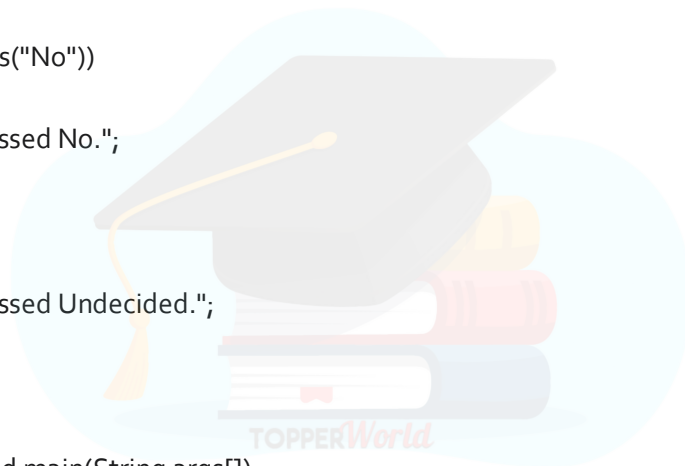 s("No"))
ssed No.";
ssed Undecided.";
TOPPERWorld
d main(String args[])